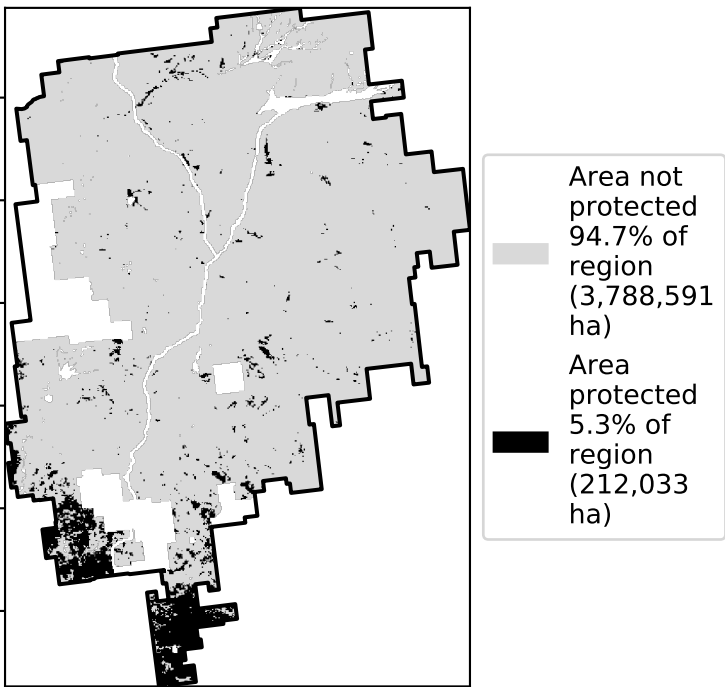 Area not
protected
94.7% of
region
(3,788,591
ha)
Area
protected
5.3% of
region
(212,033
ha)